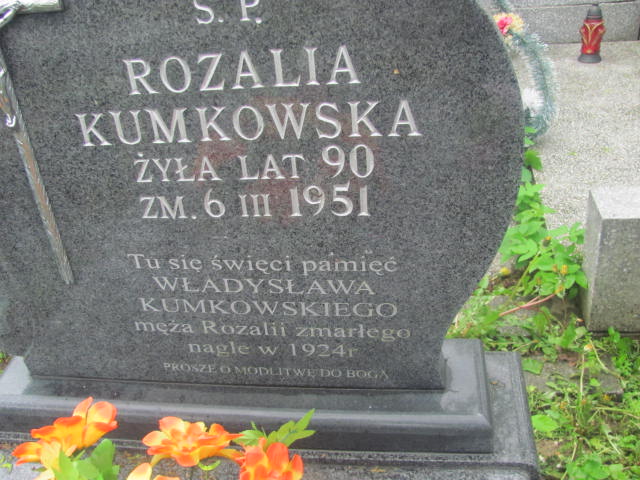 Ś. P.
ROZALIA
KUMKOWSKA
ŻYŁA LAT 90
ZM. 6 III 1951
Tu się święci pamięć
WŁADYSŁAWA
KUMKOWSKIEGO
męża Rozalii zmarłego
nagle w 1924r
PROSZE O MODLITWĘ DO BOGA